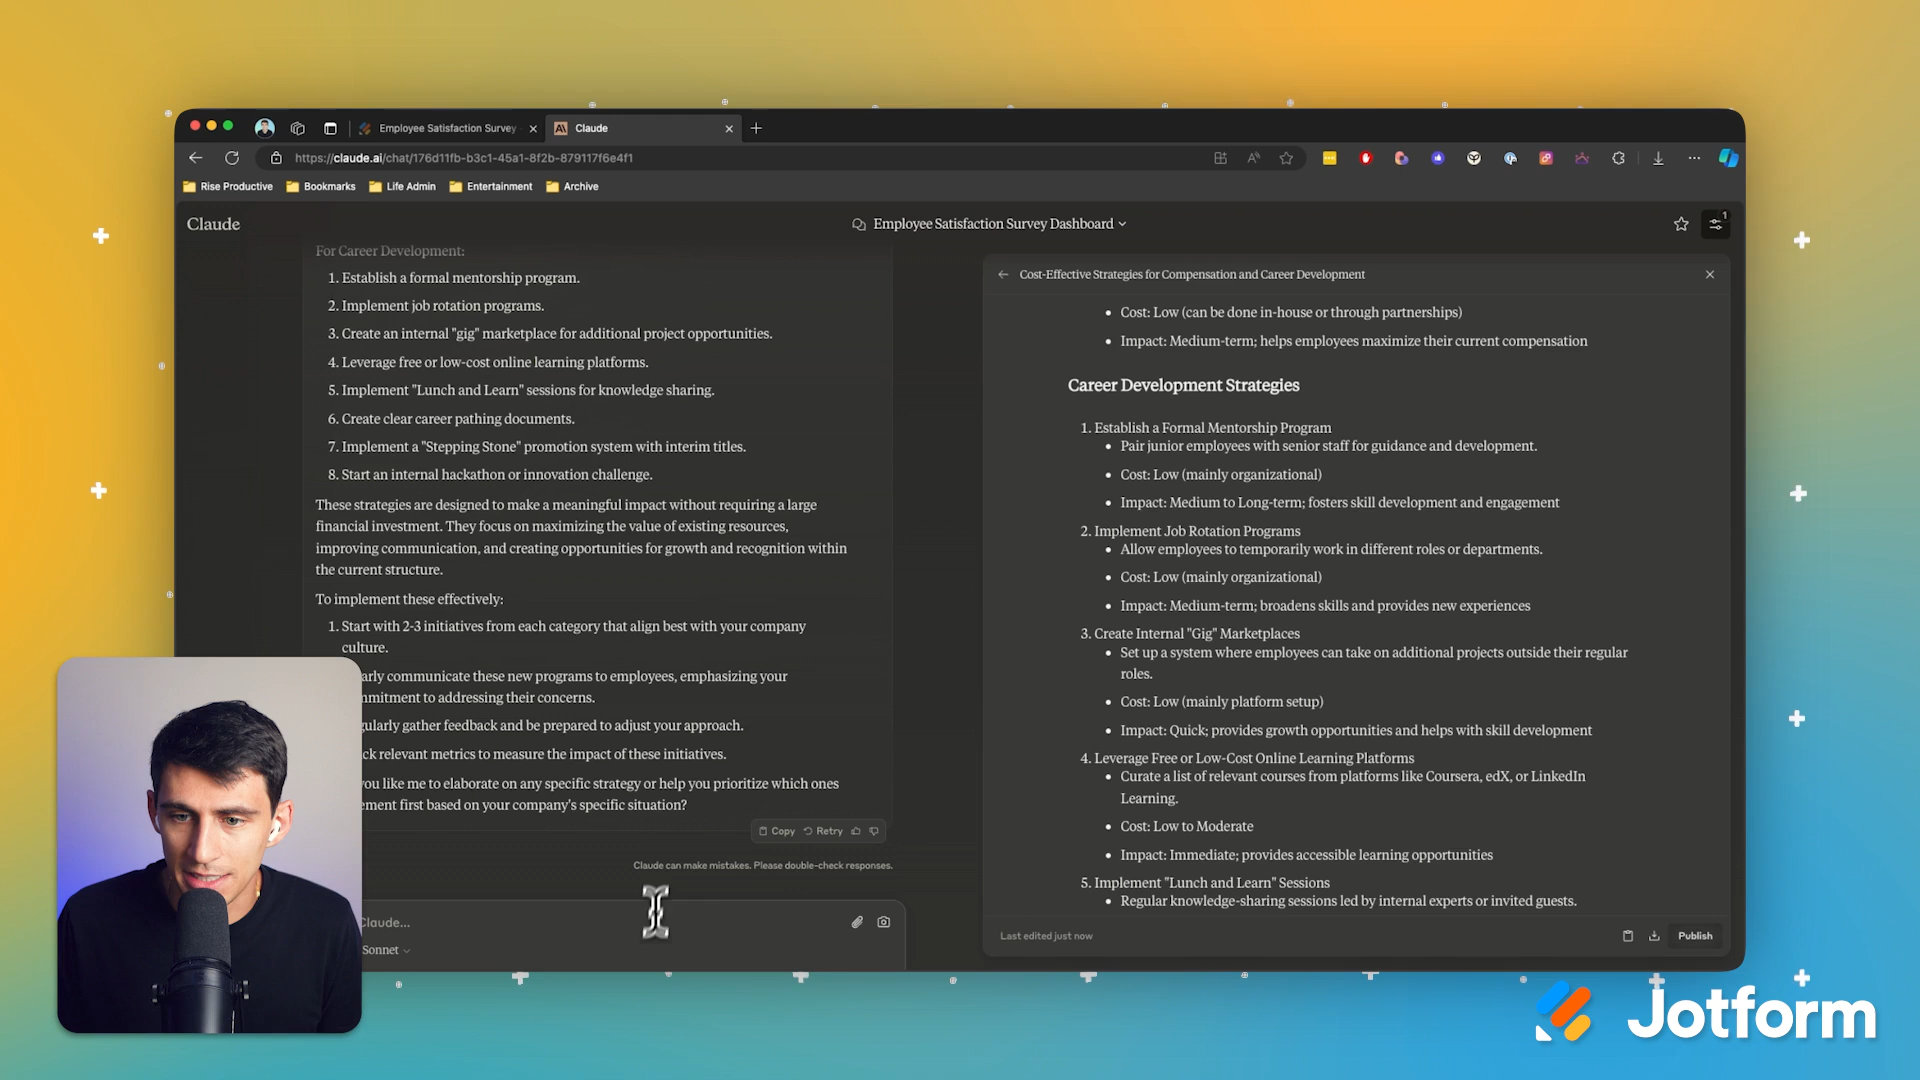 Employee Satisfaction Survey
Claude
https://claude.ai/chat/176d11fb-b3c1-45a1-8f2b-879117f6e4f1
Rise Productive
Bookmarks
Life Admin
Entertainment
Archive
Claude
Employee Satisfaction Survey Dashboard
1
For Career Development:
1. Establish a formal mentorship program.
2. Implement job rotation programs.
3. Create an internal "gig" marketplace for additional project opportunities.
4. Leverage free or low-cost online learning platforms.
5. Implement "Lunch and Learn" sessions for knowledge sharing.
6. Create clear career pathing documents.
7. Implement a "Stepping Stone" promotion system with interim titles.
8. Start an internal hackathon or innovation challenge.
These strategies are designed to make a meaningful impact without requiring a large
financial investment. They focus on maximizing the value of existing resources,
improving communication, and creating opportunities for growth and recognition within
the current structure.
To implement these effectively:
1. Start with 2-3 initiatives from each category that align best with your company
culture.
arly communicate these new programs to employees, emphasizing your
mitment to addressing their concerns.
ularly gather feedback and be prepared to adjust your approach.
ck relevant metrics to measure the impact of these initiatives.
you like me to elaborate on any specific strategy or help you prioritize which ones
ement first based on your company's specific situation?
Copy
Retry
Claude can make mistakes. Please double-check responses.
Claude...
Sonnet
Cost-Effective Strategies for Compensation and Career Development
• Cost: Low (can be done in-house or through partnerships)
• Impact: Medium-term; helps employees maximize their current compensation
Career Development Strategies
1. Establish a Formal Mentorship Program
• Pair junior employees with senior staff for guidance and development.
• Cost: Low (mainly organizational)
• Impact: Medium to Long-term; fosters skill development and engagement
2. Implement Job Rotation Programs
• Allow employees to temporarily work in different roles or departments.
• Cost: Low (mainly organizational)
• Impact: Medium-term; broadens skills and provides new experiences
3. Create Internal "Gig" Marketplaces
• Set up a system where employees can take on additional projects outside their regular
roles.
• Cost: Low (mainly platform setup)
• Impact: Quick; provides growth opportunities and helps with skill development
4. Leverage Free or Low-Cost Online Learning Platforms
• Curate a list of relevant courses from platforms like Coursera, edX, or LinkedIn
Learning.
• Cost: Low to Moderate
• Impact: Immediate; provides accessible learning opportunities
5. Implement "Lunch and Learn" Sessions
• Regular knowledge-sharing sessions led by internal experts or invited guests.
Last edited just now
Publish
Jotform